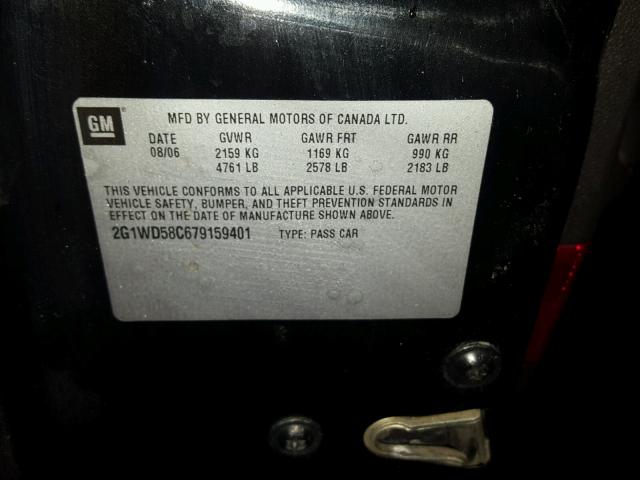 GM
MFD BY GENERAL MOTORS OF CANADA LTD.
DATE GVWR GAWR FRT GAWR RR
08/06 2159 KG 1169 KG 990 KG
4761 LB 2578 LB 2183 LB
THIS VEHICLE CONFORMS TO ALL APPLICABLE U.S. FEDERAL MOTOR
VEHICLE SAFETY, BUMPER, AND THEFT PREVENTION STANDARDS IN
EFFECT ON THE DATE OF MANUFACTURE SHOWN ABOVE.
2G1WD58C679159401 TYPE: PASS CAR